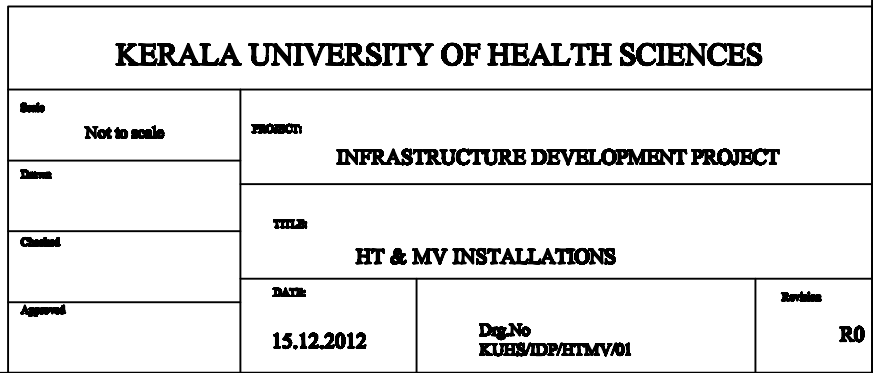 KERALA UNIVERSITY OF HEALTH SCIENCES
Scale
Not to scale
Drawn
Checked
Approved
PROJECT:
INFRASTRUCTURE DEVELOPMENT PROJECT
TITLE:
HT & MV INSTALLATIONS
DATE:
15.12.2012
Drg.No
KUHS/IDP/HTMV/01
Revision
R0